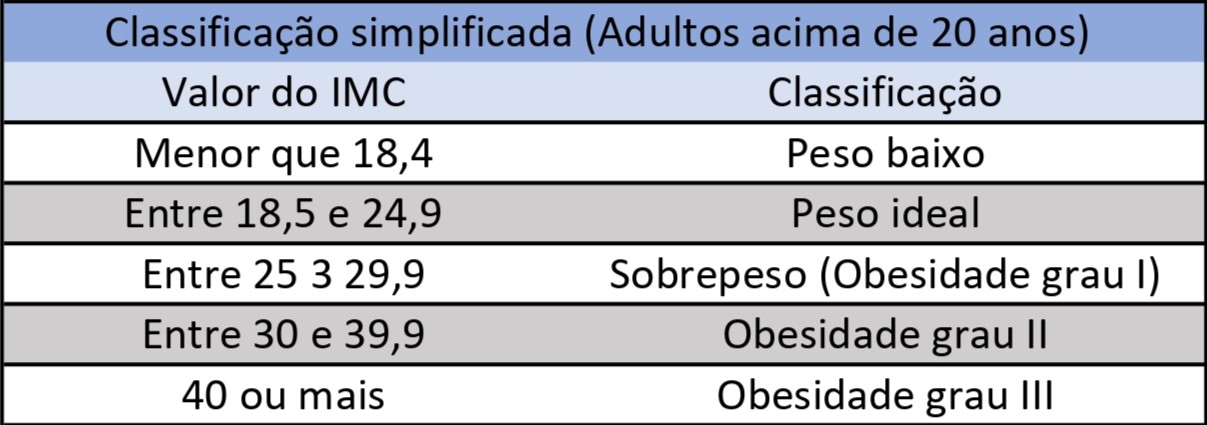 Classificação simplificada (Adultos acima de 20 anos)
Valor do IMC Classificação
Menor que 18,4 Peso baixo
Entre 18,5 e 24,9 Peso ideal
Entre 25 3 29,9 Sobrepeso (Obesidade grau I)
Entre 30 e 39,9 Obesidade grau II
40 ou mais Obesidade grau III